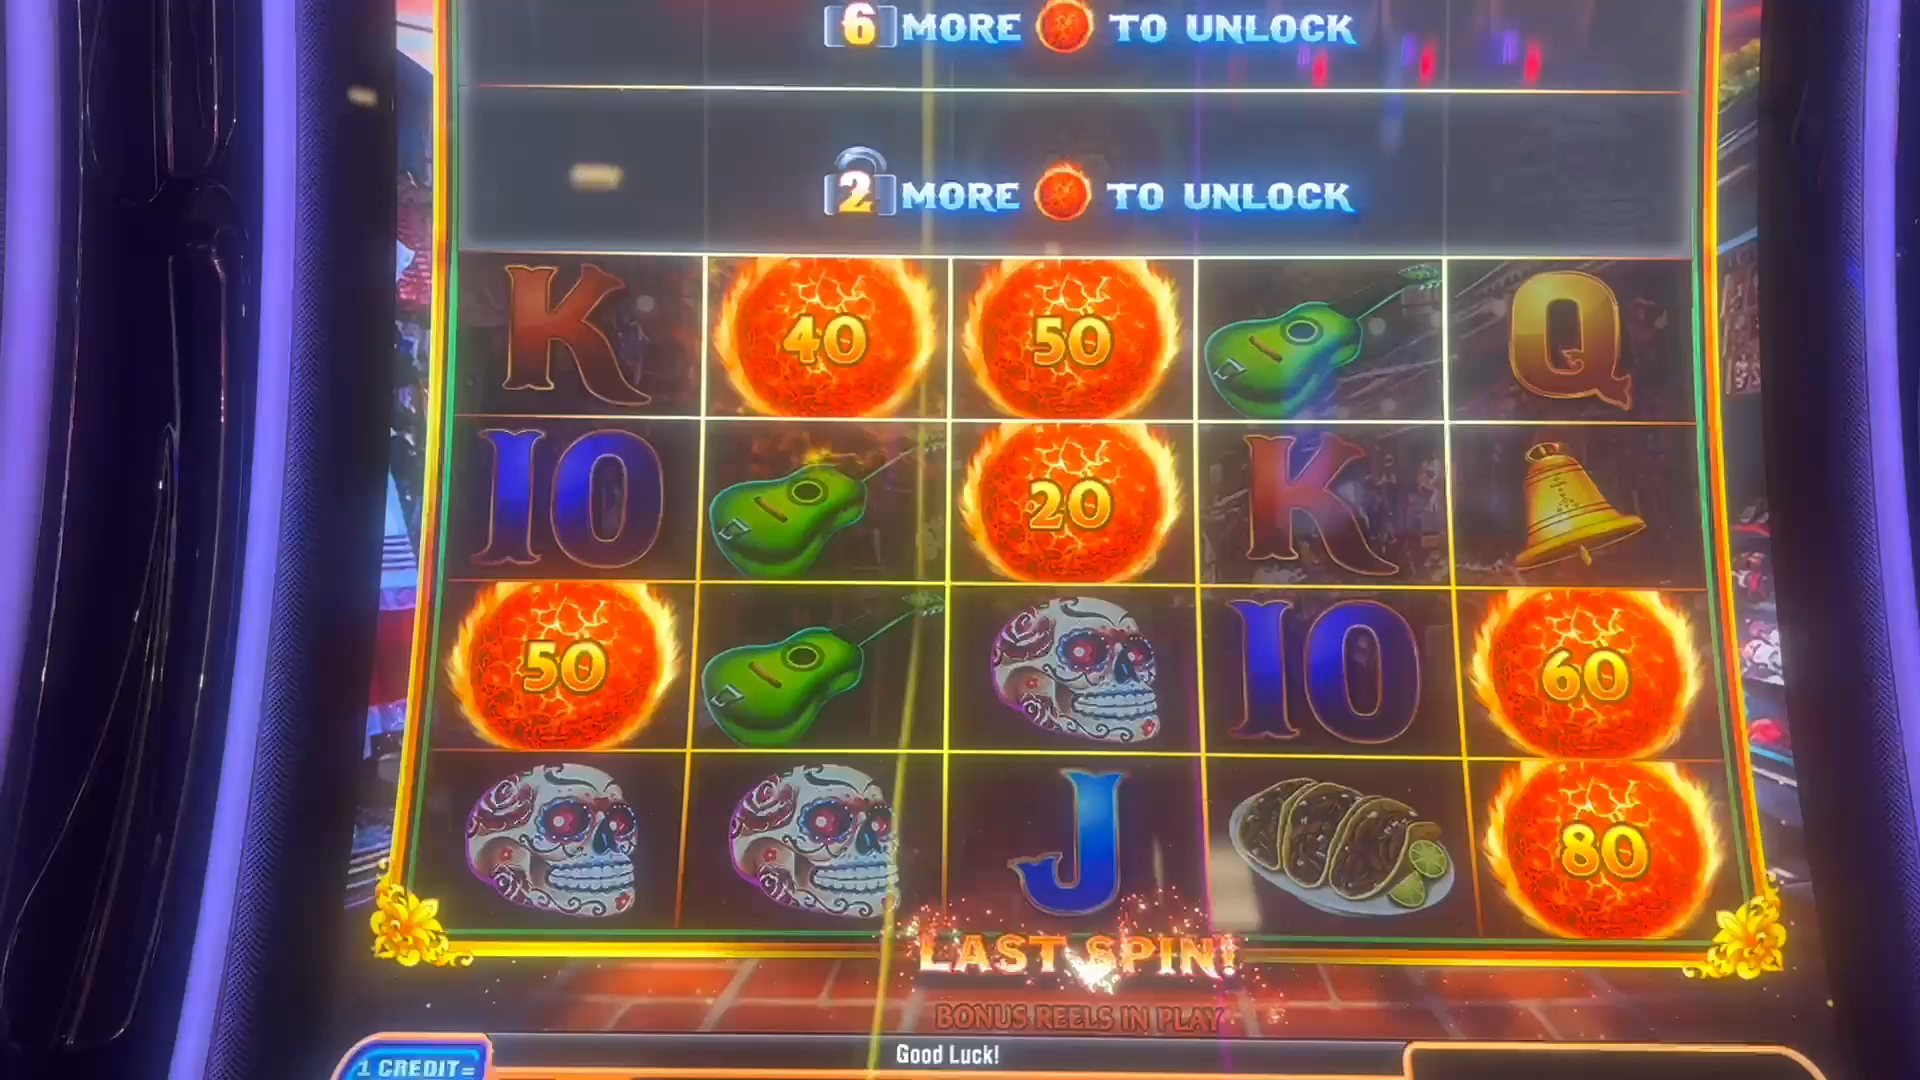 6 MORE TO UNLOCK
2 MORE TO UNLOCK
K 40 50 Q
10 20 K
50 10 60
J 80
LAST SPIN!
BONUS REELS IN PLAY
Good Luck!
1 CREDIT=